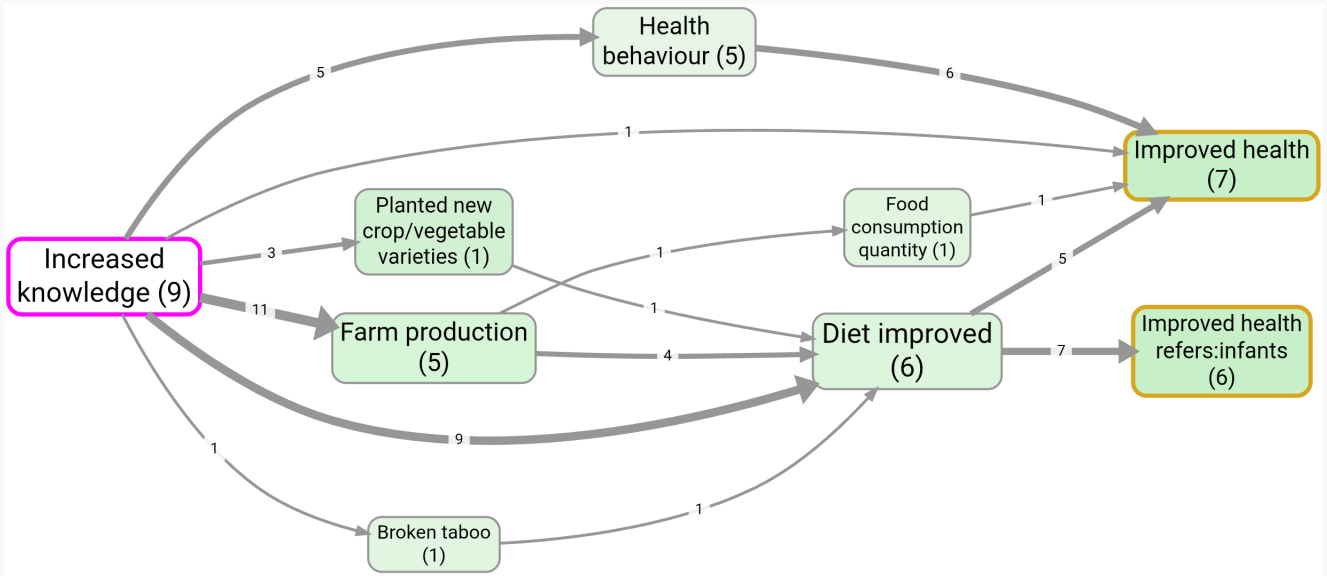 Health
behaviour (5)
5
6
1
Improved health
(7)
Planted new
crop/vegetable
varieties (1)
Food
consumption
quantity (1)
1
3
1
Increased
knowledge (9)
5
11
1
Farm production
(5)
Diet improved
(6)
Improved health
refers:infants
(6)
4
7
9
1
1
Broken taboo
(1)